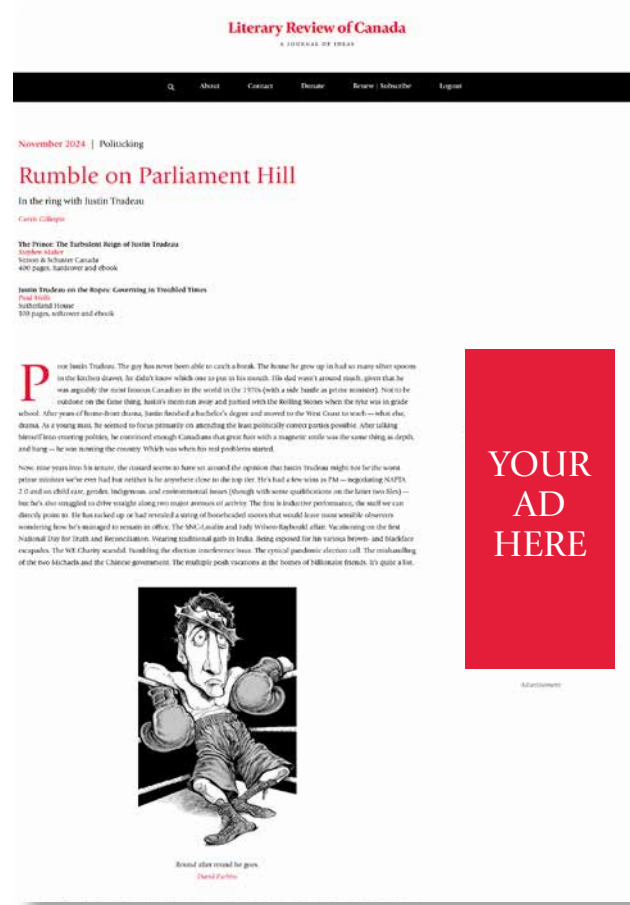 Literary Review of Canada
A JOURNAL OF IDEAS
About Contact Donate Renew | Subscribe Logout
November 2024 | Politicking
Rumble on Parliament Hill
In the ring with Justin Trudeau
Curtis Gillespie
The Prince: The Turbulent Reign of Justin Trudeau
Stephen Maher
Simon & Schuster Canada
400 pages, hardcover and ebook
Justin Trudeau on the Ropes: Governing in Troubled Times
Paul Wells
Sutherland House
pages, softcover and ebook
Poor Justin Trudeau. The guy has never been able to catch a break. The house he grew up in had so many silver spoons
in the kitchen drawer, he didn't know which one to put in his mouth. His dad wasn't around much, given that he
was arguably the most famous Canadian in the world in the 1970s (with a side hustle as prime minister). Not to be
outdone on the fame thing, Justin's mom ran away and partied with the Rolling Stones when the tyke was in grade
school. After years of home-front drama, Justin finished a bachelor's degree and moved to the West Coast to teach — what else,
drama. As a young man, he seemed to focus primarily on attending the least politically correct parties possible. After talking
himself into entering politics, he convinced enough Canadians that great hair with a magnetic smile was the same thing as depth,
and bang — he was running the country. Which was when his real problems started.
Now, nine years into his tenure, the custard seems to have set around the opinion that Justin Trudeau might not be the worst
prime minister we've ever had but neither is he anywhere close to the top tier. He's had a few wins as PM — negotiating NAFTA
2.0 and on child care, gender, Indigenous, and environmental issues (though with some qualifications on the latter two files) —
but he's also struggled to drive straight along two major avenues of activity. The first is induct performance, the stuff we can
directly point to. He has racked up or had revealed a string of boneheaded shorts that would leave most sensible observers
wondering how he's managed to remain in office. The SNC-Lavalin and Jody Wilson-Raybould affair. Vacationing on the first
National Day for Truth and Reconciliation. Wearing traditional garb in India. Being exposed for his various brown- and blackface
escapades. The WE Charity scandal. Fumbling the election interference issue. The cynical pandemic election call. The mishandling
of the two Michaels and the Chinese government. The multiple posh vacations at the homes of billionaire friends. It's quite a list.
YOUR
AD
HERE
Advertisement
Round after round he goes.
David Parkins